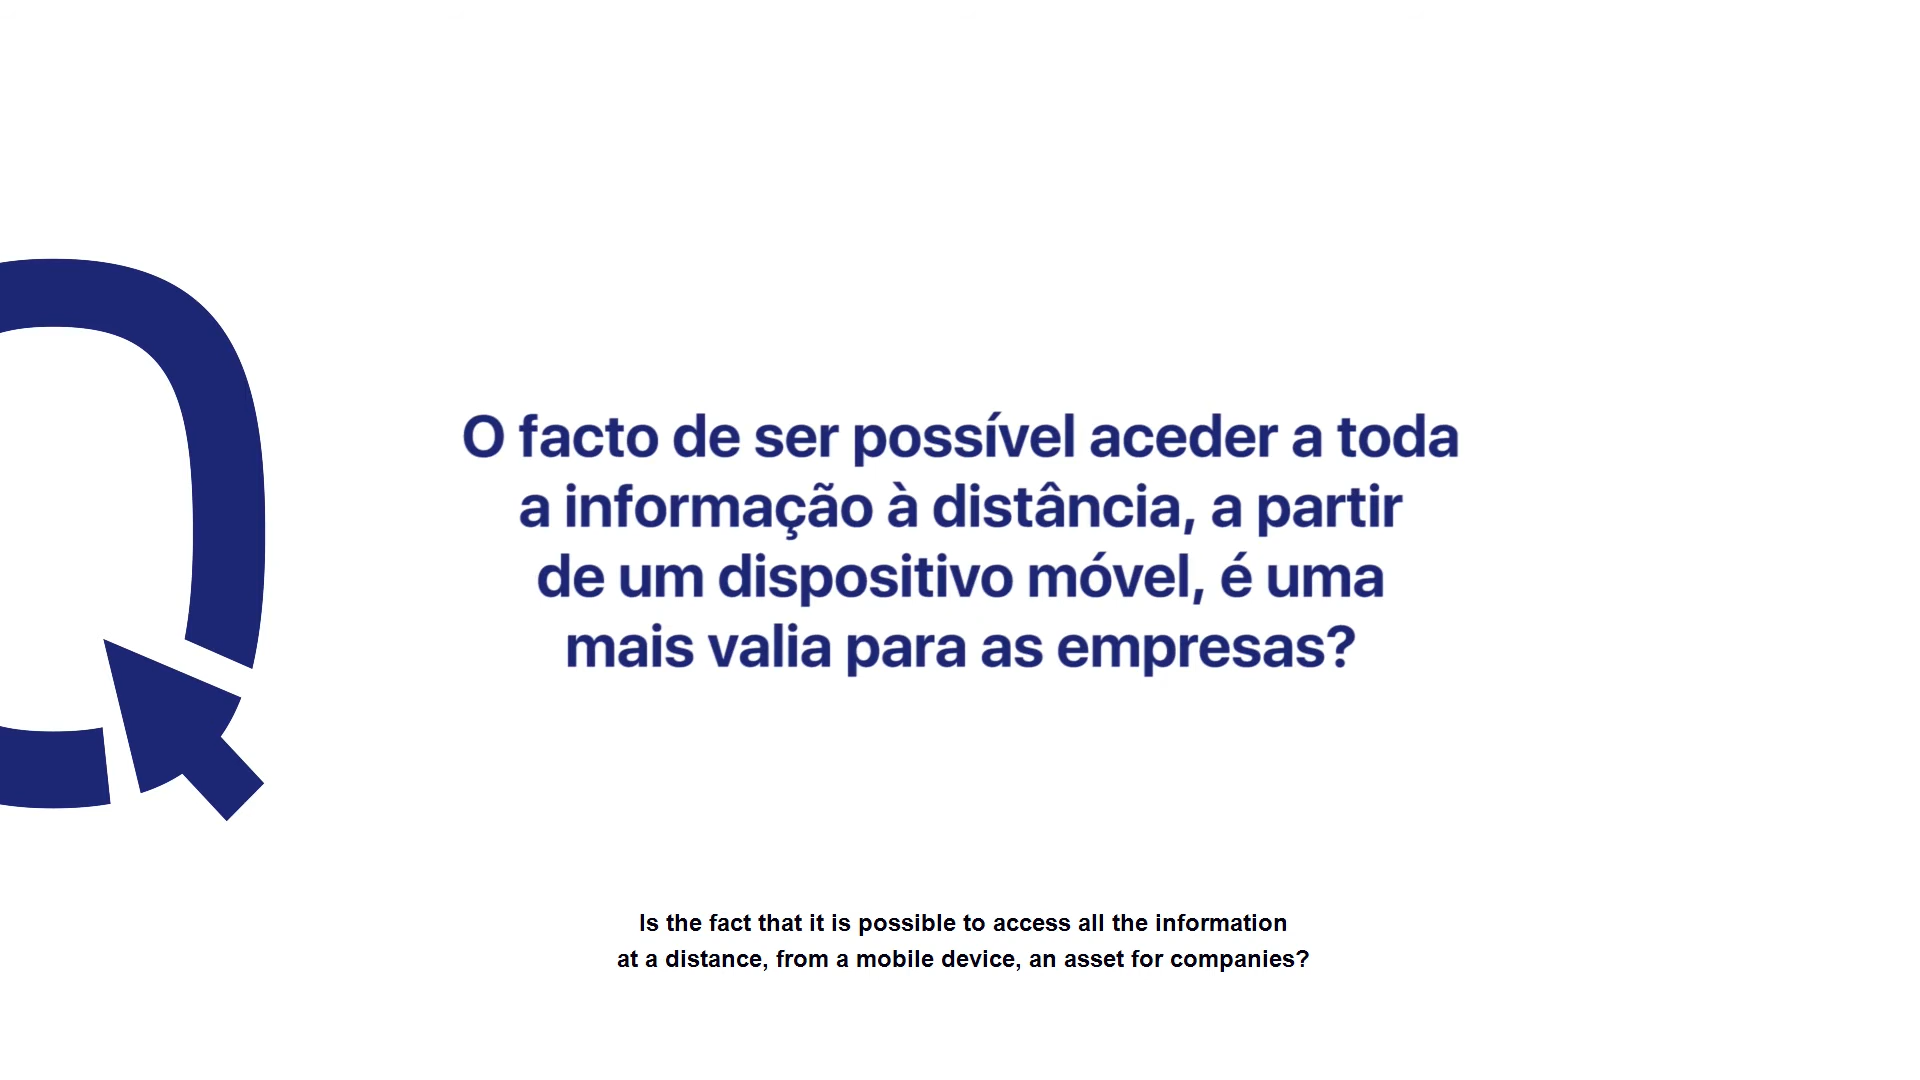 O facto de ser possível aceder a toda
a informação à distância, a partir
de um dispositivo móvel, é uma
mais valia para as empresas?
Is the fact that it is possible to access all the information
at a distance, from a mobile device, an asset for companies?